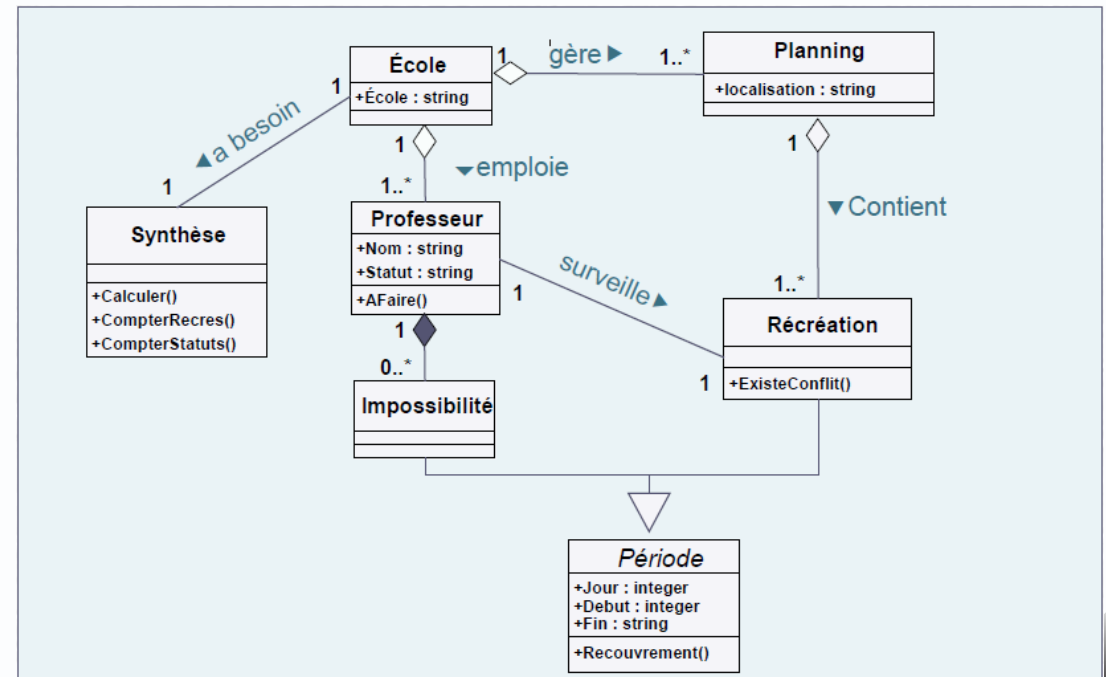 École
+École : string
1
gère ►
1..*
Planning
+localisation : string
1
◄ a besoin
1
1
▼emploie
1..*
1
▼Contient
1..*
Synthèse
+Calculer()
+CompterRecres()
+CompterStatuts()
Professeur
+Nom : string
+Statut : string
+AFaire()
1
surveille►
1
Récréation
+ExisteConflit()
1
0..*
Impossibilité
Période
+Jour : integer
+Debut : integer
+Fin : string
+Recouvrement()